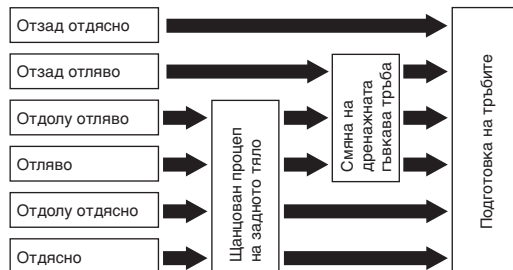 Отзад отдясно
Отзад отляво
Отдолу отляво
Отляво
Отдолу отдясно
Отдясно
Щанцован процеп
на задното тяло
Смяна на
дренажната
гъвкава тръба
Подготовка на тръбите